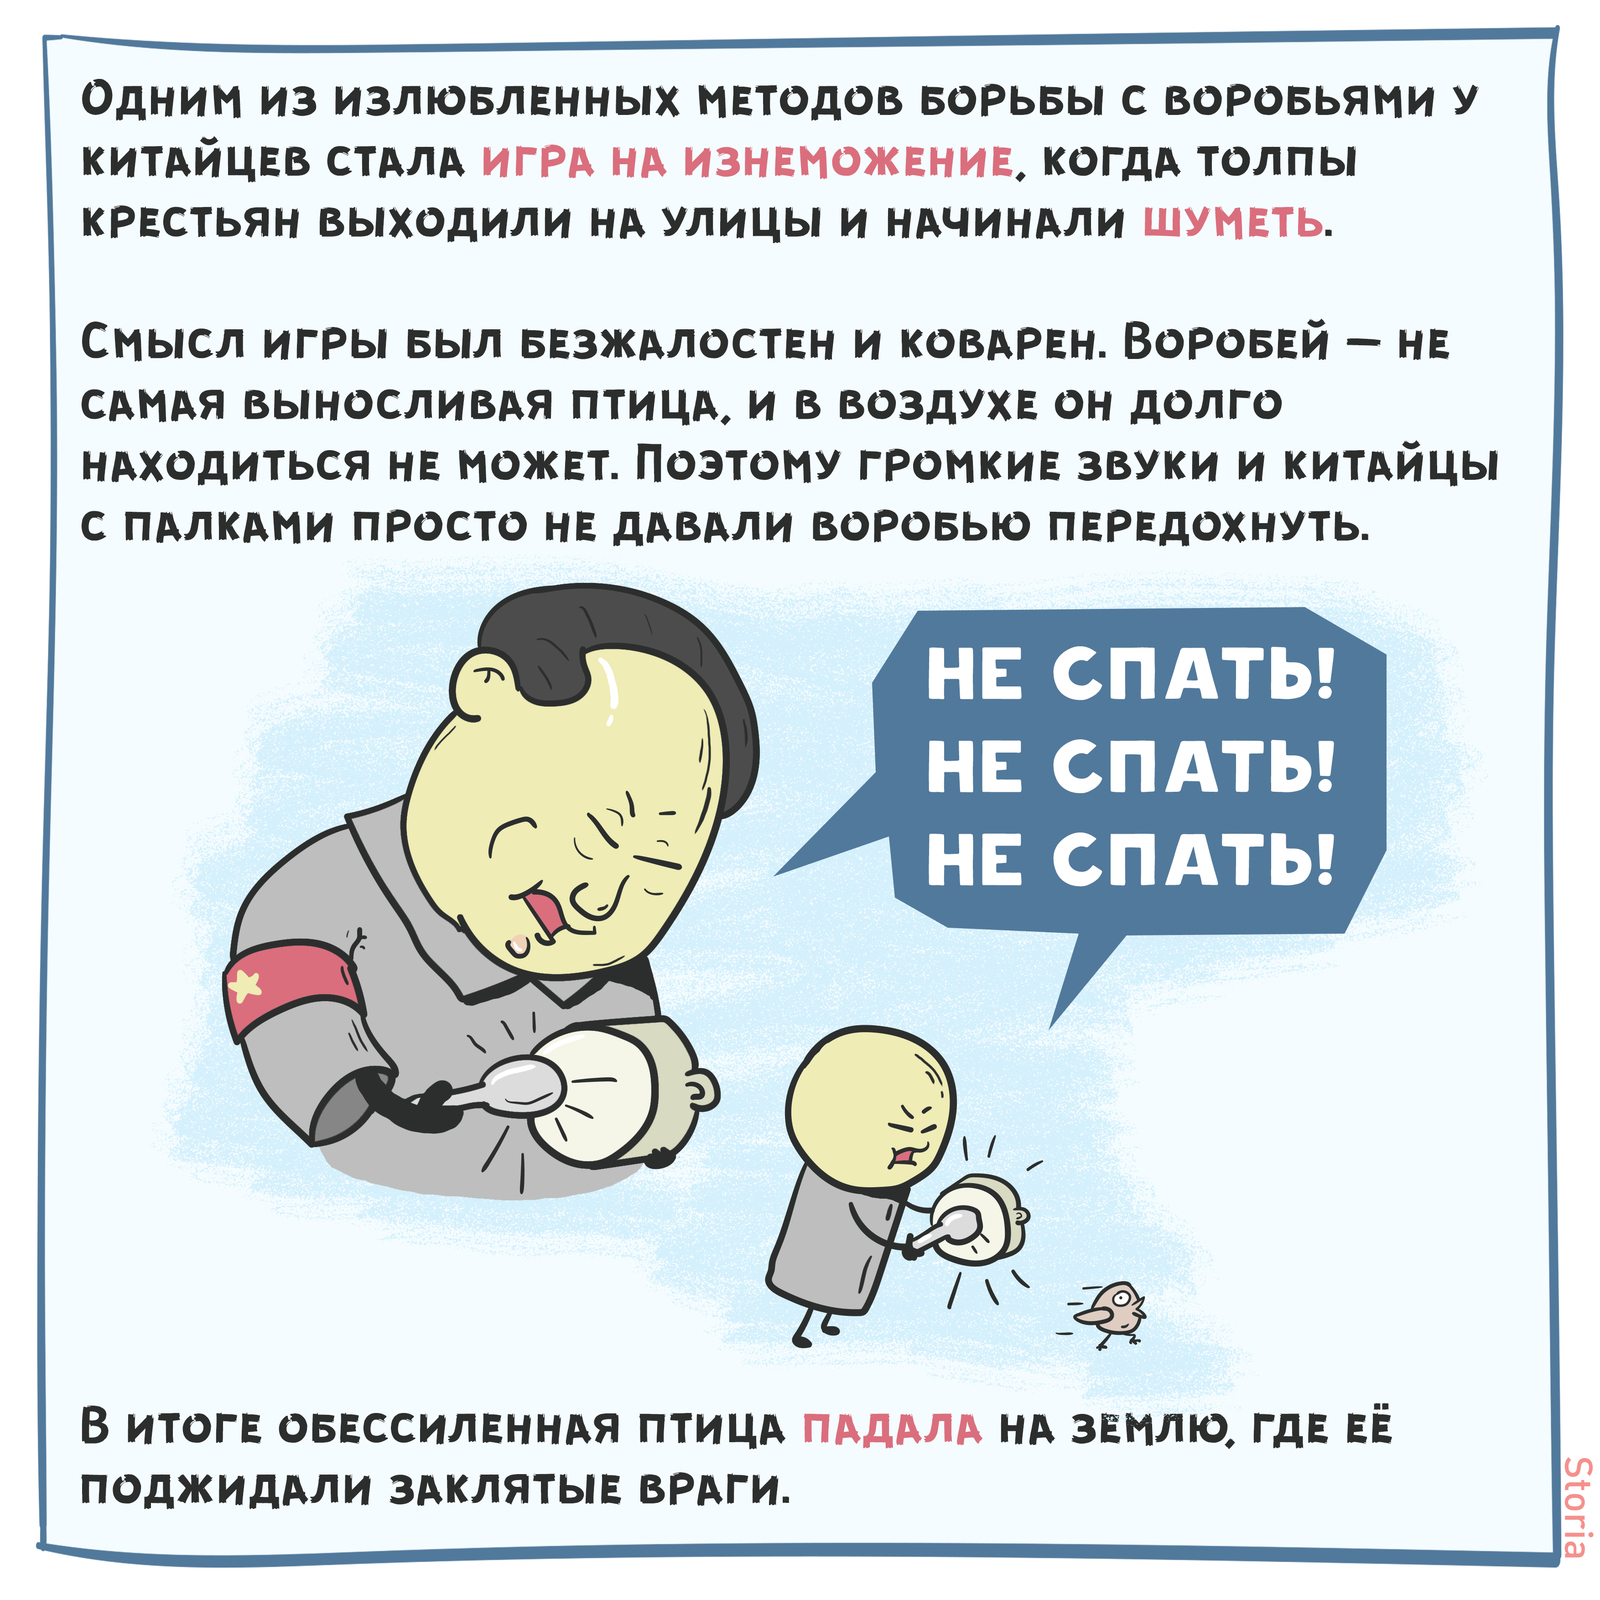 Одним из излюбленных методов борьбы с воробьями у
китайцев стала игра на изнеможение, когда толпы
крестьян выходили на улицы и начинали шуметь.
Смысл игры был безжалостен и коварен. Воробей — не
самая выносливая птица, и в воздухе он долго
находиться не может. Поэтому громкие звуки и китайцы
с палками просто не давали воробью передохнуть.
НЕ СПАТЬ!
НЕ СПАТЬ!
НЕ СПАТЬ!
В итоге обессиленная птица падала на землю, где её
поджидали заклятые враги.
Storia